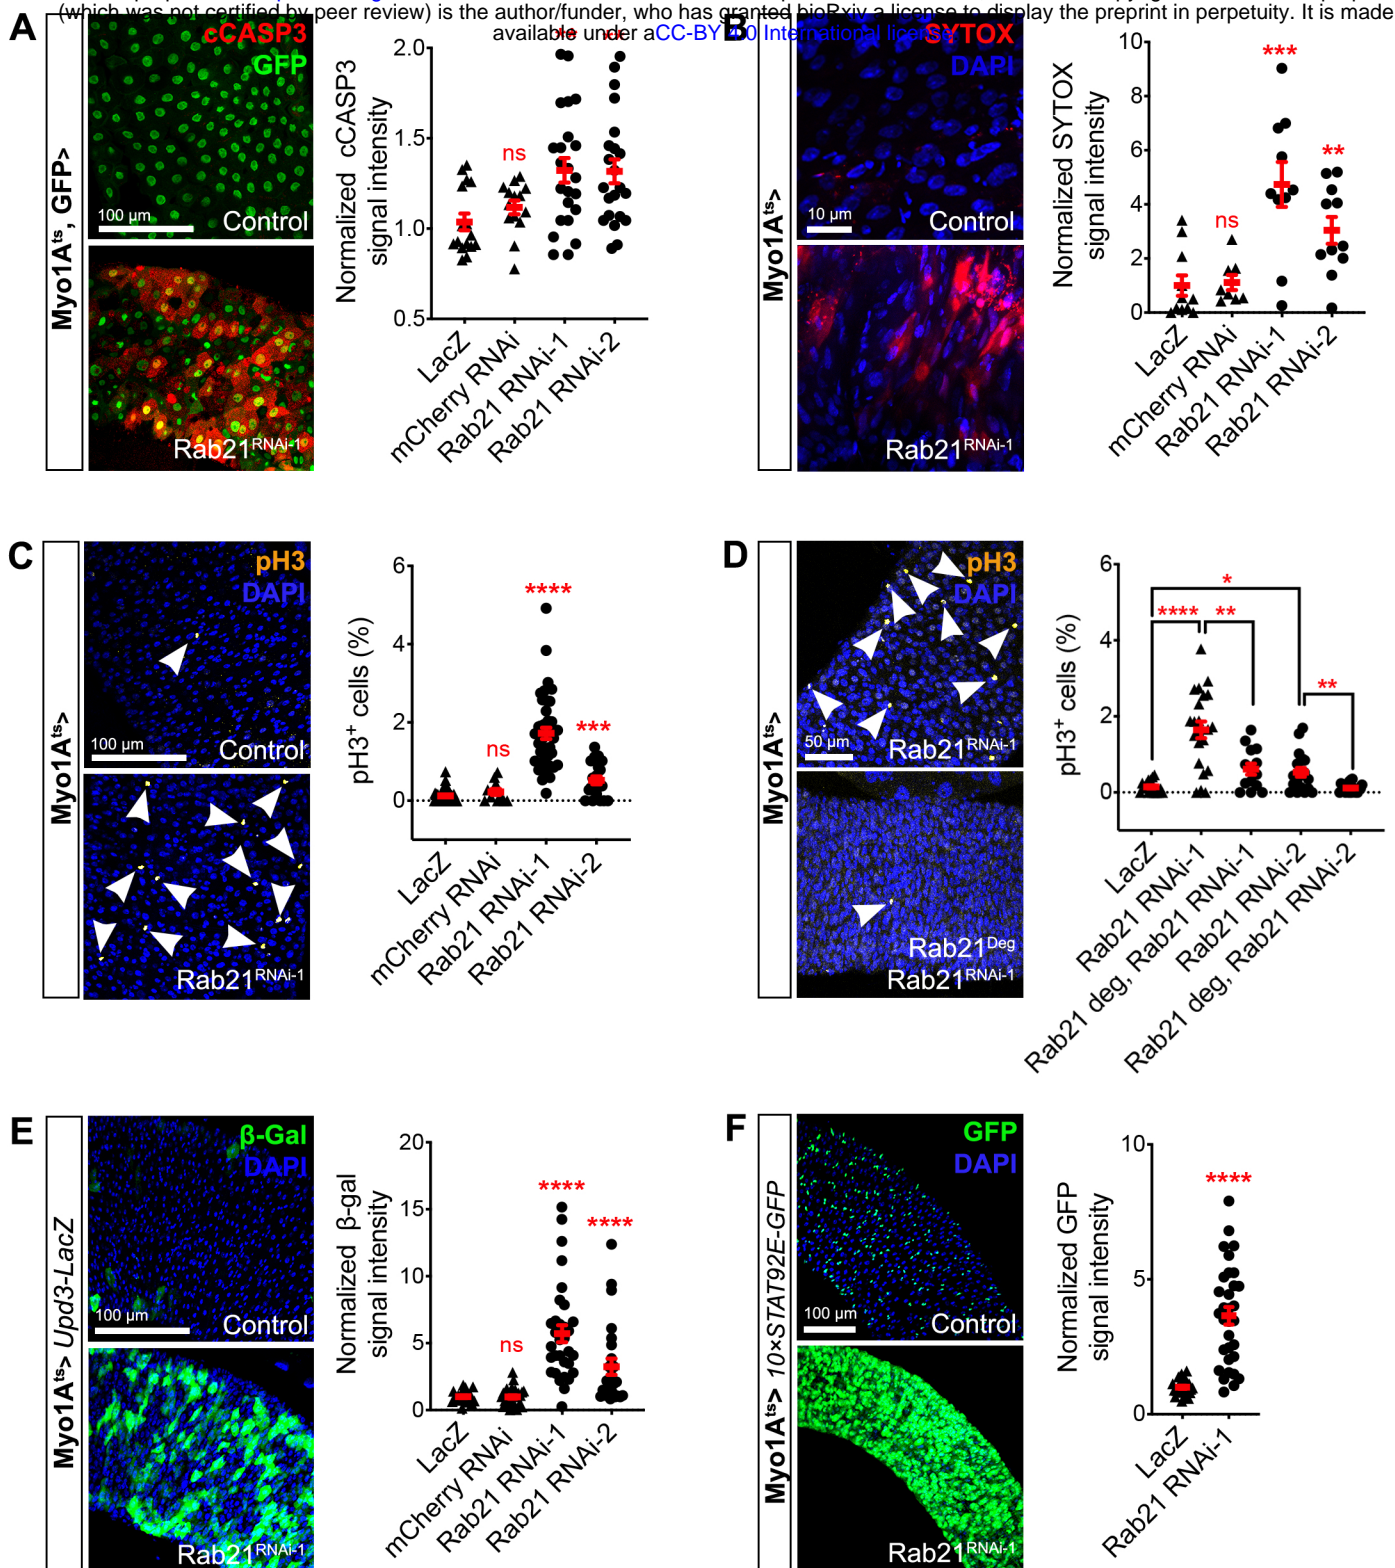 (which was not certified by peer review) is the author/funder, who has granted bioRxiv a license to display the preprint in perpetuity. It is made
available under aCC-BY 4.0 International license.
A
Myo1Aᵗˢ, GFP>
cCASP3
GFP
100 µm
Control
Rab21ᴿᴺᴬⁱ⁻¹
Normalized cCASP3
signal intensity
2.0
1.5
1.0
0.5
ns
**
**
LacZ
mCherry RNAi
Rab21 RNAi-1
Rab21 RNAi-2
B
Myo1Aᵗˢ>
SYTOX
DAPI
10 µm
Control
Rab21ᴿᴺᴬⁱ⁻¹
Normalized SYTOX
signal intensity
10
8
6
4
2
0
ns
***
**
LacZ
mCherry RNAi
Rab21 RNAi-1
Rab21 RNAi-2
C
Myo1Aᵗˢ>
pH3
DAPI
100 µm
Control
Rab21ᴿᴺᴬⁱ⁻¹
pH3⁺ cells (%)
6
4
2
0
ns
****
***
LacZ
mCherry RNAi
Rab21 RNAi-1
Rab21 RNAi-2
D
Myo1Aᵗˢ>
pH3
DAPI
50 µm
Rab21ᴿᴺᴬⁱ⁻¹
Rab21ᴰᵉᵍ
Rab21ᴿᴺᴬⁱ⁻¹
pH3⁺ cells (%)
6
4
2
0
*
**** **
**
LacZ
Rab21 RNAi-1
Rab21 deg, Rab21 RNAi-1
Rab21 RNAi-2
Rab21 deg, Rab21 RNAi-2
E
Myo1Aᵗˢ> Upd3-LacZ
β-Gal
DAPI
100 µm
Control
Rab21ᴿᴺᴬⁱ⁻¹
Normalized β-gal
signal intensity
20
15
10
5
0
ns
****
****
LacZ
mCherry RNAi
Rab21 RNAi-1
Rab21 RNAi-2
F
Myo1Aᵗˢ> 10×STAT92E-GFP
GFP
DAPI
100 µm
Control
Rab21ᴿᴺᴬⁱ⁻¹
Normalized GFP
signal intensity
10
5
0
****
LacZ
Rab21 RNAi-1